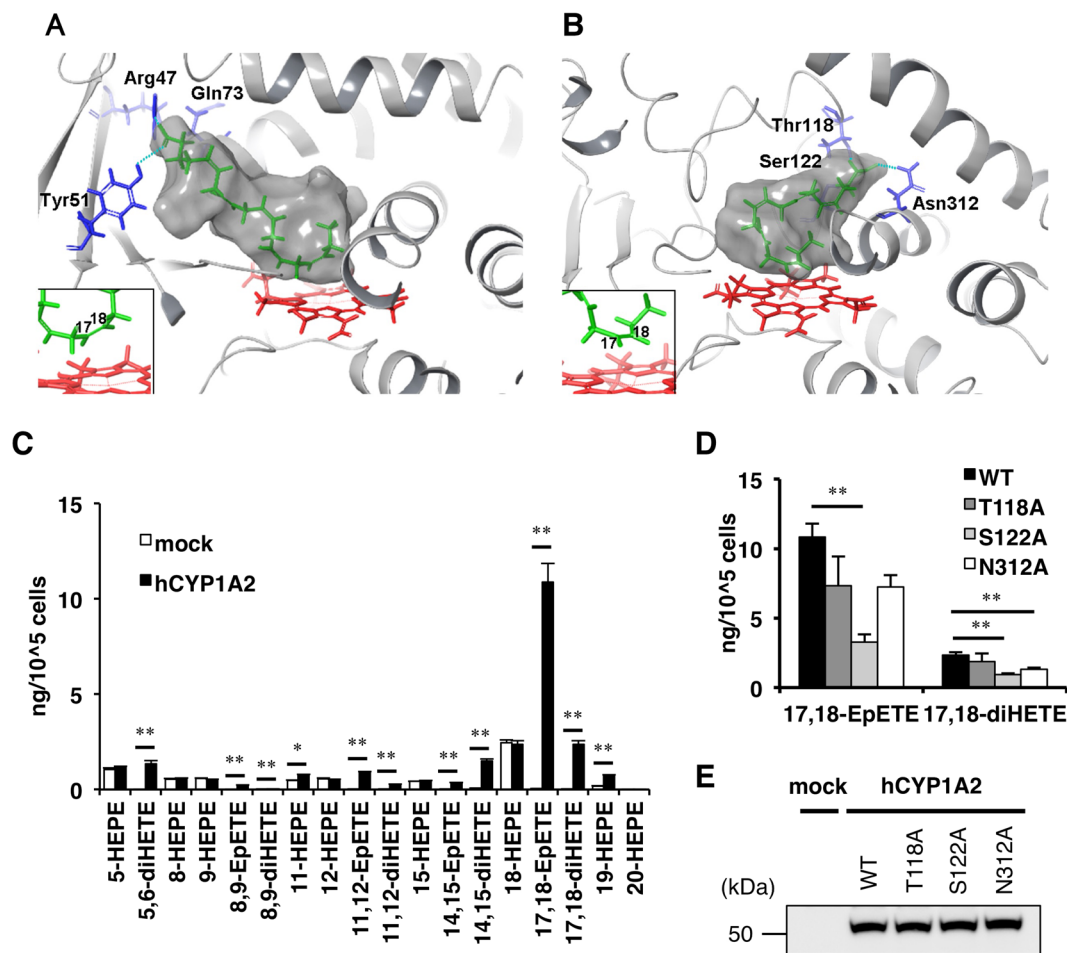 A
Arg47
Gln73
Tyr51
17
18
B
Thr118
Ser122
Asn312
17
18
C
ng/10^5 cells
15
10
5
0
mock
hCYP1A2
**
**
**
*
**
**
**
**
**
**
**
5-HEPE
5,6-diHETE
8-HEPE
9-HEPE
8,9-EpETE
8,9-diHETE
11-HEPE
12-HEPE
11,12-EpETE
11,12-diHETE
15-HEPE
14,15-EpETE
14,15-diHETE
18-HEPE
17,18-EpETE
17,18-diHETE
19-HEPE
20-HEPE
D
ng/10^5 cells
15
10
5
0
**
**
**
WT
T118A
S122A
N312A
17,18-EpETE 17,18-diHETE
E
mock hCYP1A2
WT
T118A
S122A
N312A
(kDa)
50